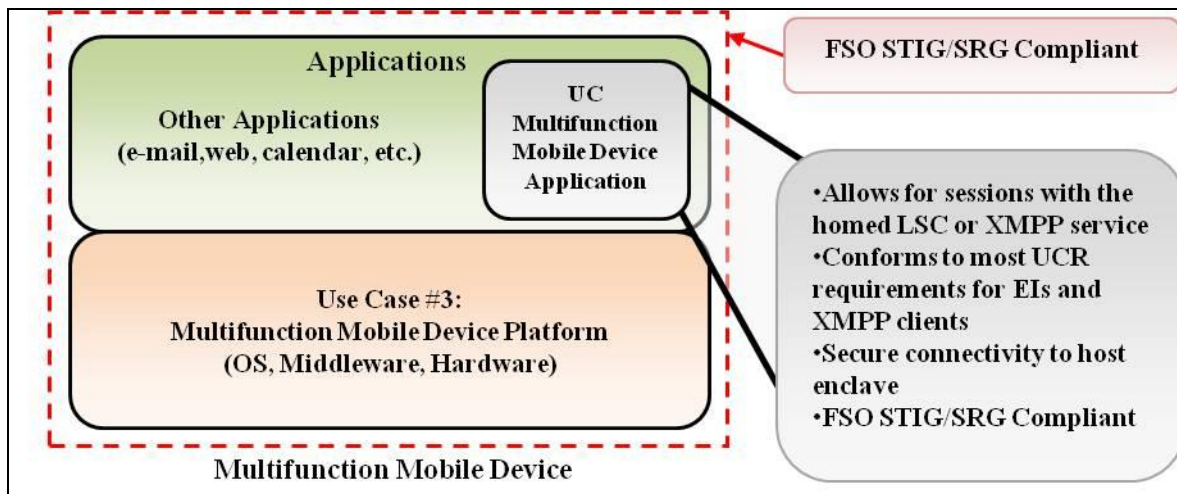 Applications
Other Applications
(e-mail,web, calendar, etc.)
UC
Multifunction
Mobile Device
Application
Use Case #3:
Multifunction Mobile Device Platform
(OS, Middleware, Hardware)
Multifunction Mobile Device
FSO STIG/SRG Compliant
•Allows for sessions with the
homed LSC or XMPP service
•Conforms to most UCR
requirements for EIs and
XMPP clients
•Secure connectivity to host
enclave
•FSO STIG/SRG Compliant